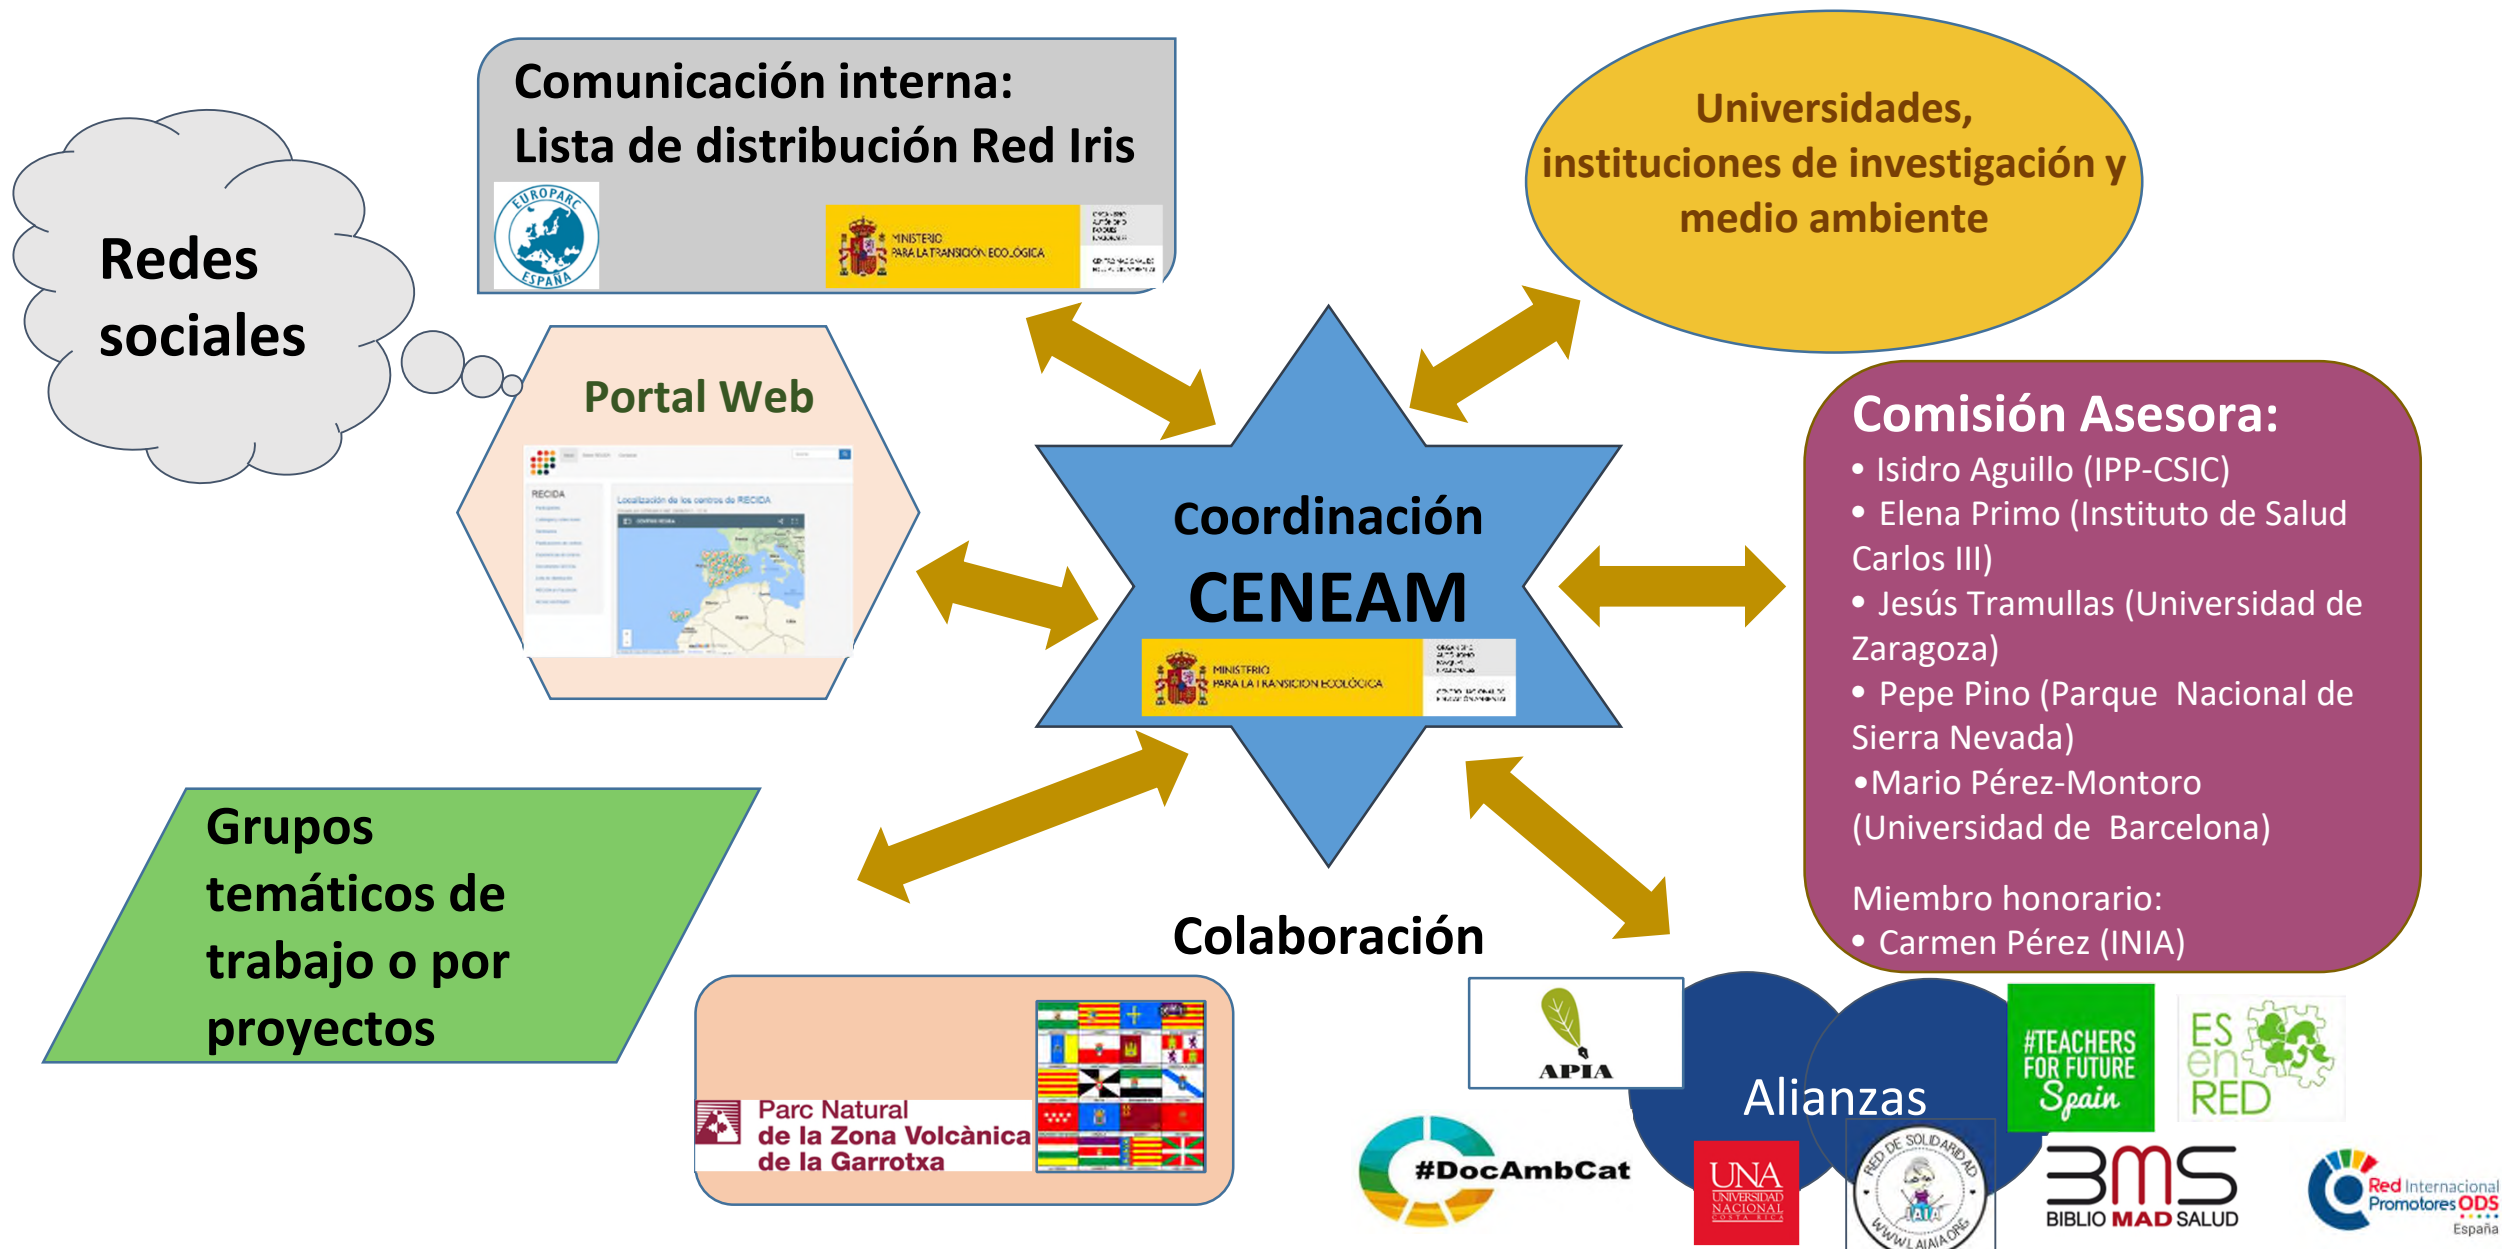 Comunicación interna:
Lista de distribución Red Iris
EUROPARC
ESPAÑA
MINISTERIO
PARA LA TRANSICIÓN ECOLÓGICA
Universidades,
instituciones de investigación y
medio ambiente
Redes
sociales
Portal Web
RECIDA
Localización de los centros de RECIDA
Coordinación
CENEAM
MINISTERIO
PARA LA TRANSICIÓN ECOLÓGICA
Comisión Asesora:
• Isidro Aguillo (IPP-CSIC)
• Elena Primo (Instituto de Salud
Carlos III)
• Jesús Tramullas (Universidad de
Zaragoza)
• Pepe Pino (Parque Nacional de
Sierra Nevada)
•Mario Pérez-Montoro
(Universidad de Barcelona)
Miembro honorario:
• Carmen Pérez (INIA)
Grupos
temáticos de
trabajo o por
proyectos
Colaboración
Parc Natural
de la Zona Volcànica
de la Garrotxa
APIA
#DocAmbCat
Alianzas
UNA
UNIVERSIDAD
NACIONAL
COSTA RICA
RED DE SOLIDARIDAD
IAIA
WWW.LAIAIA.ORG
#TEACHERS
FOR FUTURE
Spain
ES
en
RED
BMS
BIBLIO MAD SALUD
Red Internacional
Promotores ODS
España